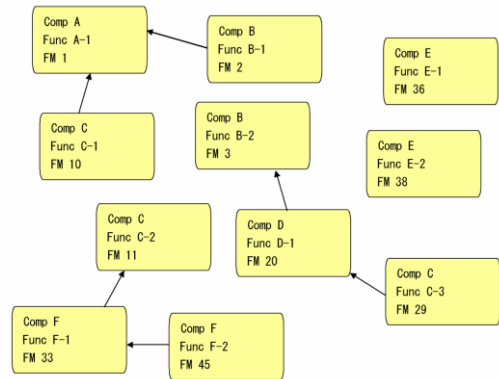 Comp A
Func A-1
FM 1
Comp B
Func B-1
FM 2
Comp E
Func E-1
FM 36
Comp C
Func C-1
FM 10
Comp B
Func B-2
FM 3
Comp E
Func E-2
FM 38
Comp C
Func C-2
FM 11
Comp D
Func D-1
FM 20
Comp C
Func C-3
FM 29
Comp F
Func F-1
FM 33
Comp F
Func F-2
FM 45